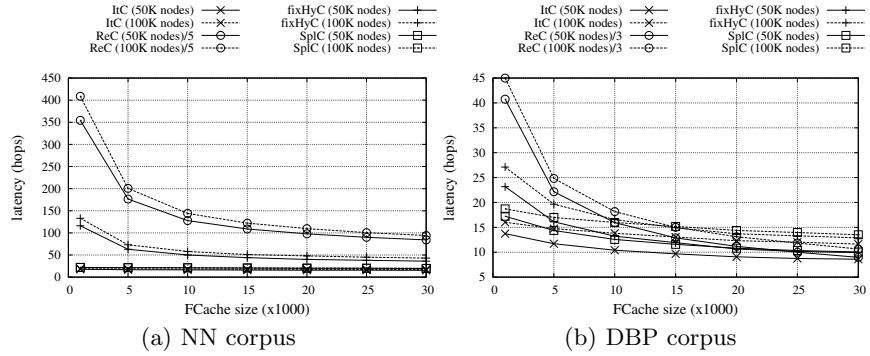 ItC (50K nodes)
ItC (100K nodes)
ReC (50K nodes)/5
ReC (100K nodes)/5
fixHyC (50K nodes)
fixHyC (100K nodes)
SplC (50K nodes)
SplC (100K nodes)
450
400
350
300
250
200
150
100
50
0
latency (hops)
0 5 10 15 20 25 30
FCache size (x1000)
(a) NN corpus
ItC (50K nodes)
ItC (100K nodes)
ReC (50K nodes)/3
ReC (100K nodes)/3
fixHyC (50K nodes)
fixHyC (100K nodes)
SplC (50K nodes)
SplC (100K nodes)
45
40
35
30
25
20
15
10
5
latency (hops)
0 5 10 15 20 25 30
FCache size (x1000)
(b) DBP corpus